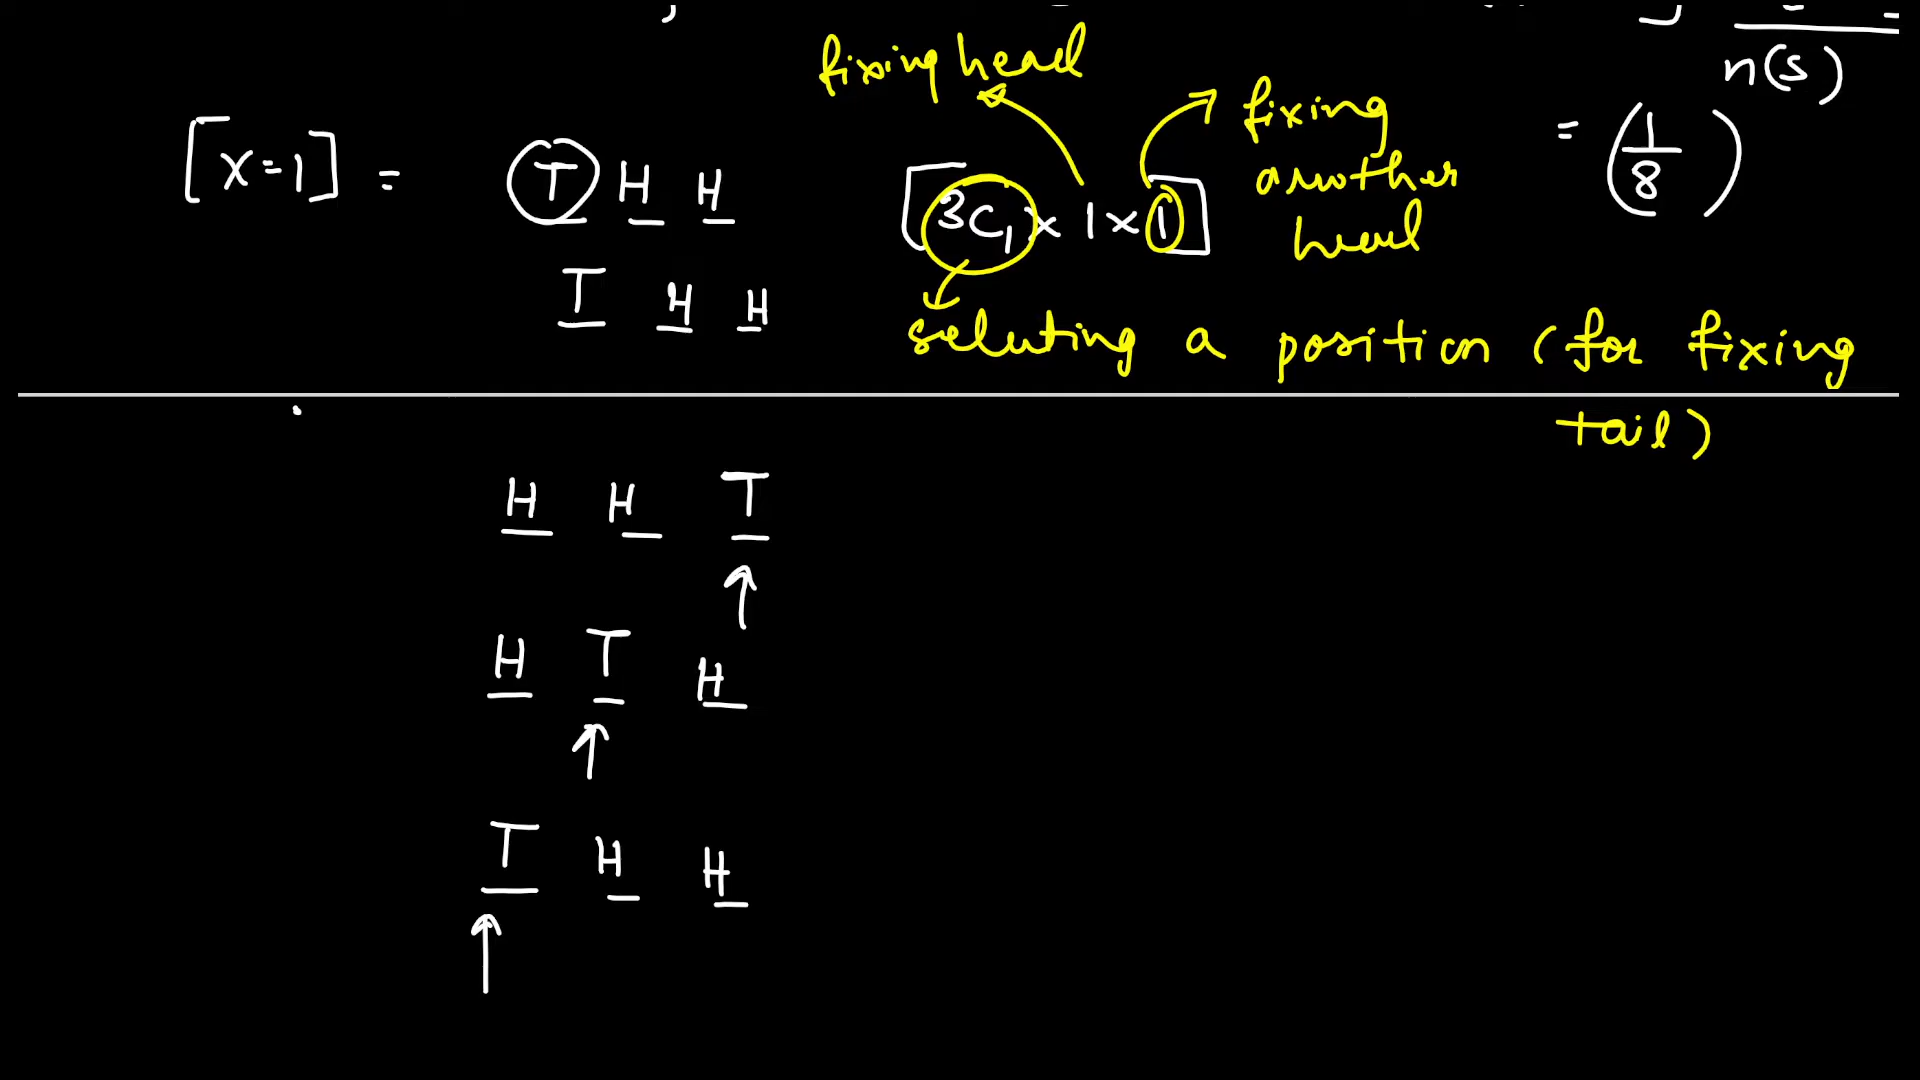 fixing head
n(s)
[x=1] = T H H
[3C₁ x 1 x 1]
fixing
another
head
= (1/8)
T H H
selecting a position (for fixing
tail)
H H T
H T H
T H H